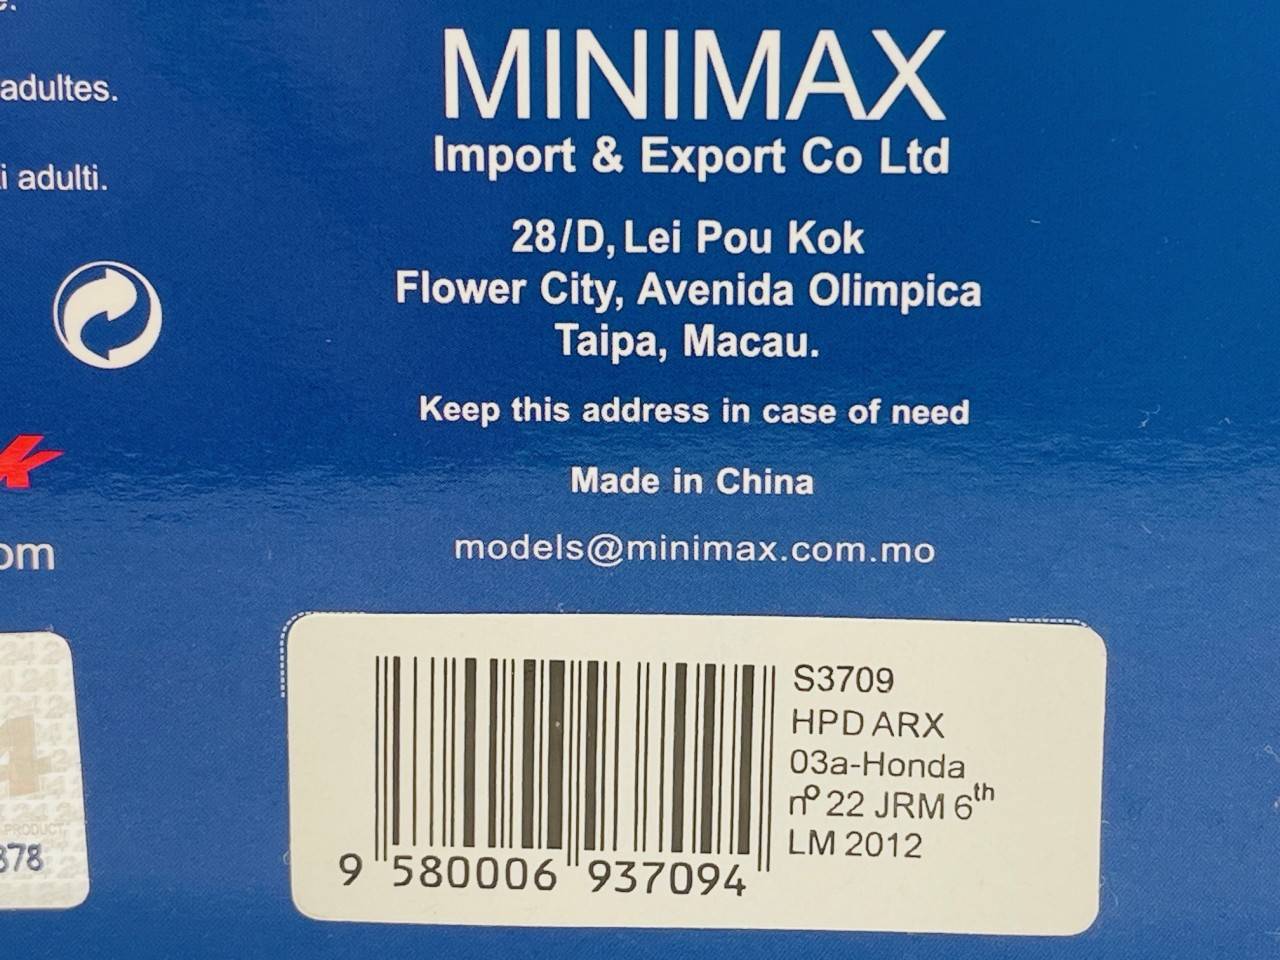 adultes.
i adulti.
om
PRODUCT
878
MINIMAX
Import & Export Co Ltd
28/D, Lei Pou Kok
Flower City, Avenida Olimpica
Taipa, Macau.
Keep this address in case of need
Made in China
models@minimax.com.mo
S3709
HPD ARX
03a-Honda
nº 22 JRM 6th
LM 2012
9 580006 937094